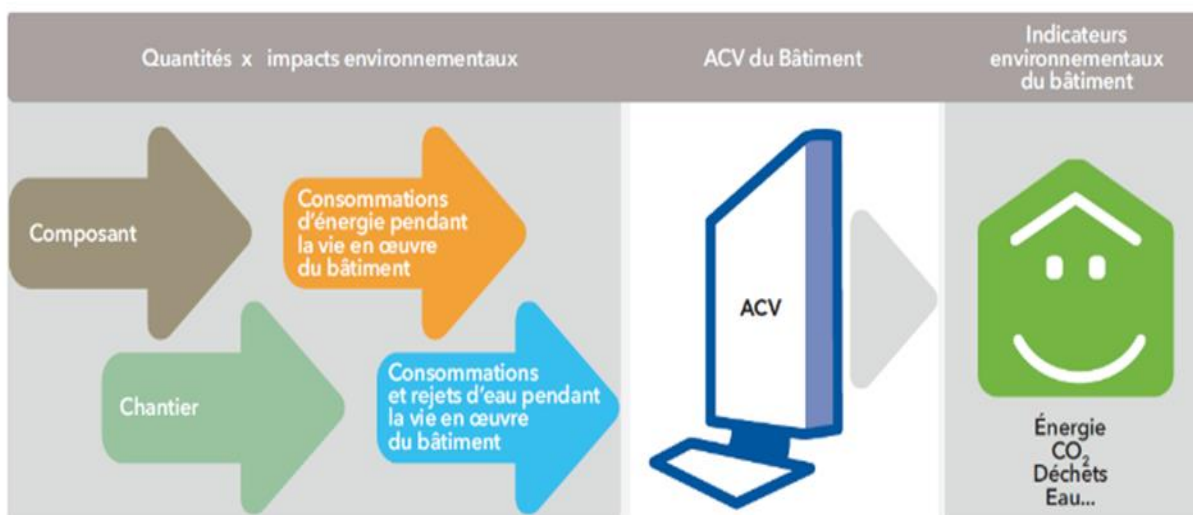 Quantités x impacts environnementaux
ACV du Bâtiment
Indicateurs
environnementaux
du bâtiment
Composant
Consommations
d'énergie pendant
la vie en œuvre
du bâtiment
Chantier
Consommations
et rejets d'eau pendant
la vie en œuvre
du bâtiment
ACV
Énergie
CO₂
Déchets
Eau...